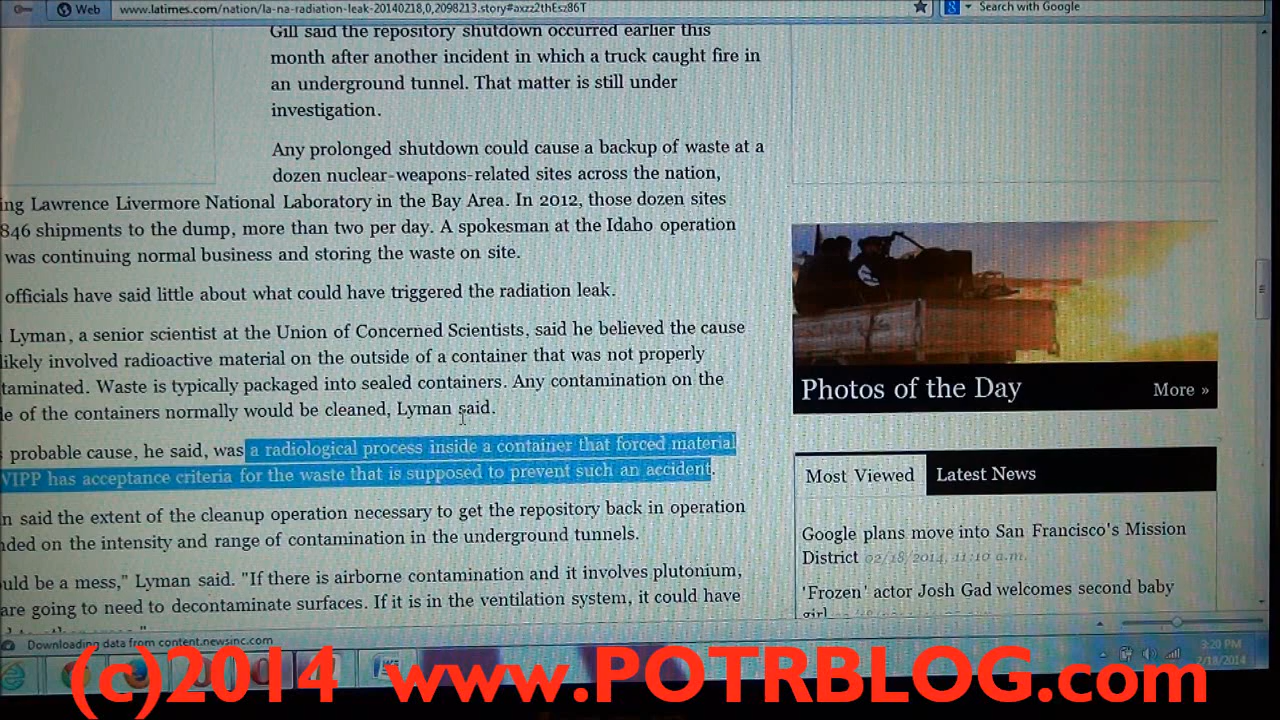 Web
www.latimes.com/nation/la-na-radiation-leak-20140218,0,2098213.story#axzz2thEsz86T
Search with Google
Gill said the repository shutdown occurred earlier this
month after another incident in which a truck caught fire in
an underground tunnel. That matter is still under
investigation.
Any prolonged shutdown could cause a backup of waste at a
dozen nuclear-weapons-related sites across the nation,
ing Lawrence Livermore National Laboratory in the Bay Area. In 2012, those dozen sites
846 shipments to the dump, more than two per day. A spokesman at the Idaho operation
was continuing normal business and storing the waste on site.
officials have said little about what could have triggered the radiation leak.
Lyman, a senior scientist at the Union of Concerned Scientists, said he believed the cause
likely involved radioactive material on the outside of a container that was not properly
taminated. Waste is typically packaged into sealed containers. Any contamination on the
le of the containers normally would be cleaned, Lyman said.
probable cause, he said, was a radiological process inside a container that forced material
VIPP has acceptance criteria for the waste that is supposed to prevent such an accident.
n said the extent of the cleanup operation necessary to get the repository back in operation
nded on the intensity and range of contamination in the underground tunnels.
ould be a mess," Lyman said. "If there is airborne contamination and it involves plutonium,
are going to need to decontaminate surfaces. If it is in the ventilation system, it could have
Photos of the Day
More »
Most Viewed
Latest News
Google plans move into San Francisco's Mission
District 02/18/2014, 11:19 a.m.
'Frozen' actor Josh Gad welcomes second baby
girl
Downloading data from content.newsinc.com
3:20 PM
2/18/2014
(c)2014 www.POTRBLOG.com